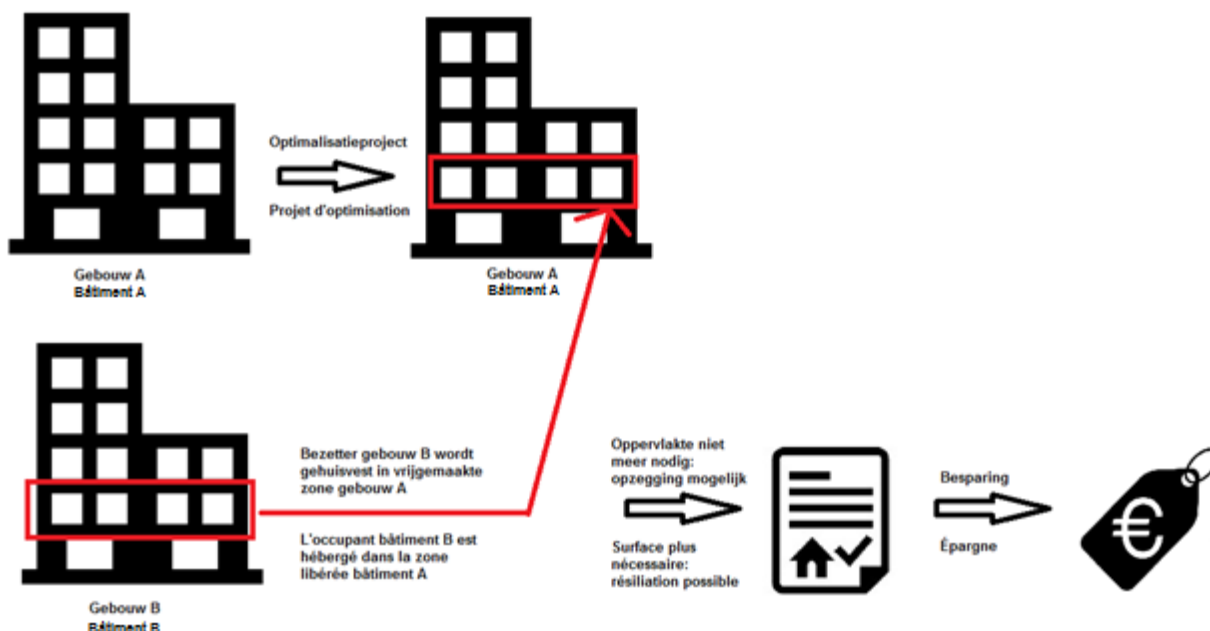 Optimalisatieproject
Projet d'optimisation
Gebouw A
Bâtiment A
Gebouw A
Bâtiment A
Bezetter gebouw B wordt
gehuisvest in vrijgemaakte
zone gebouw A
L'occupant bâtiment B est
hébergé dans la zone
libérée bâtiment A
Oppervlakte niet
meer nodig:
opzegging mogelijk
Surface plus
nécessaire:
résiliation possible
Besparing
Épargne
€
Gebouw B
Bâtiment B